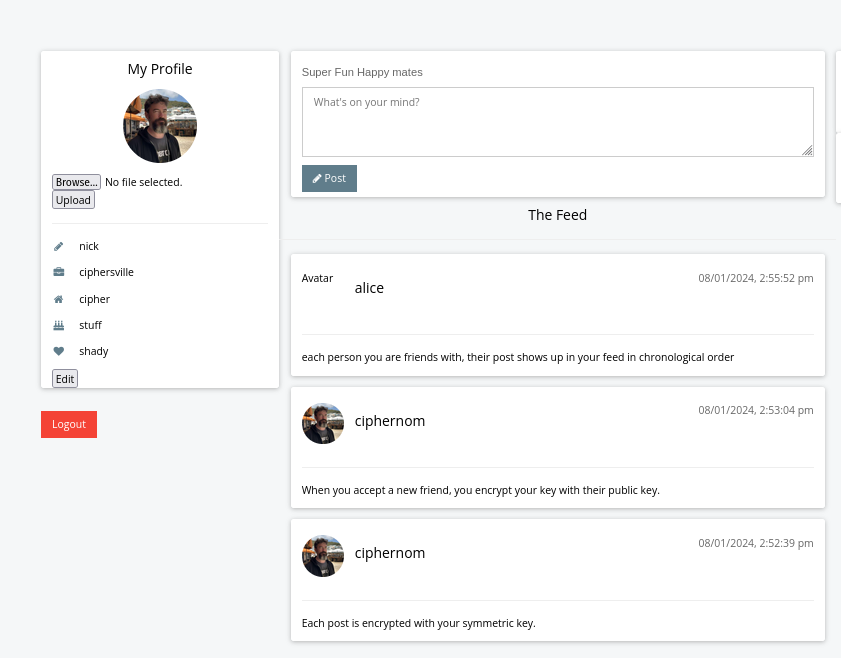 My Profile
Browse... No file selected.
Upload
nick
ciphersville
cipher
stuff
shady
Edit
Logout
Super Fun Happy mates
What's on your mind?
Post
The Feed
Avatar
alice
08/01/2024, 2:55:52 pm
each person you are friends with, their post shows up in your feed in chronological order
ciphernom
08/01/2024, 2:53:04 pm
When you accept a new friend, you encrypt your key with their public key.
ciphernom
08/01/2024, 2:52:39 pm
Each post is encrypted with your symmetric key.